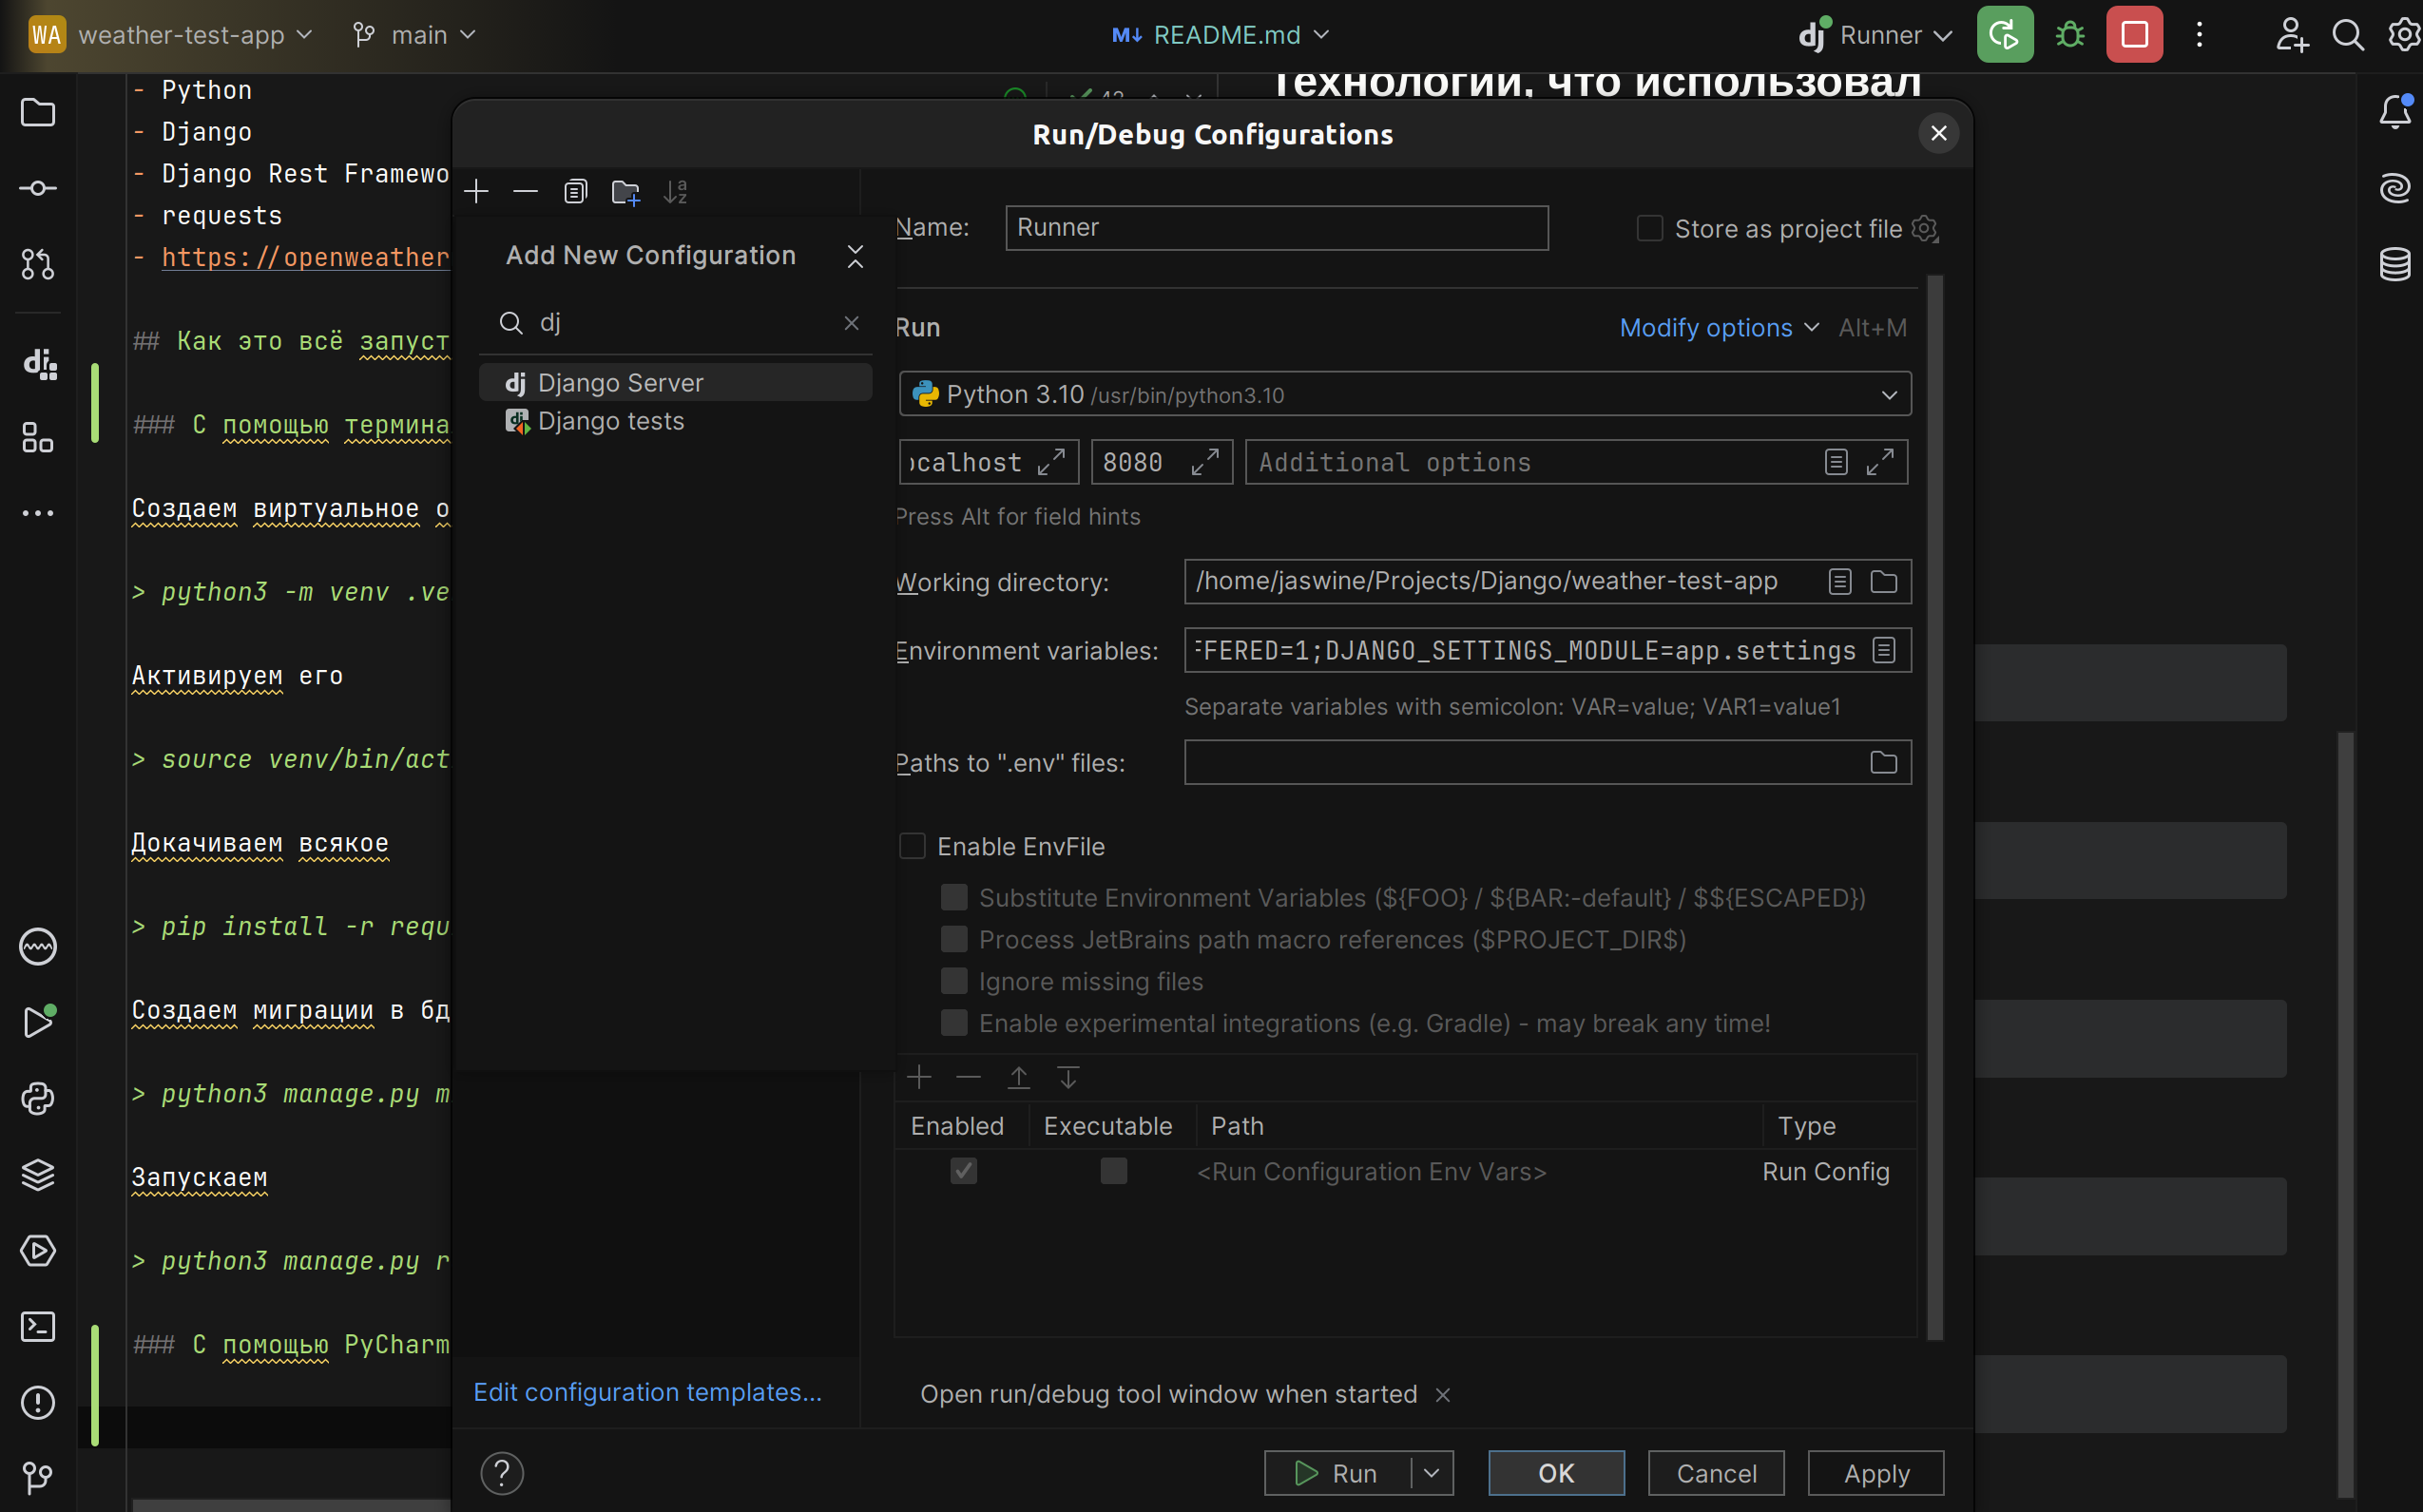 WA weather-test-app main README.md Runner
- Python
- Django
- Django Rest Framewo
- requests
- https://openweather
## Как это всё запуст
### С помощью термина
Создаем виртуальное о
> python3 -m venv .ve
Активируем его
> source venv/bin/act
Докачиваем всякое
> pip install -r requ
Создаем миграции в бд
> python3 manage.py m
Запускаем
> python3 manage.py r
### С помощью PyCharm
Технологии, что использовал
Run/Debug Configurations
Add New Configuration
dj
Django Server
Django tests
Edit configuration templates...
Name: Runner
Store as project file
Run
Modify options Alt+M
Python 3.10 /usr/bin/python3.10
ocalhost 8080 Additional options
Press Alt for field hints
Working directory: /home/jaswine/Projects/Django/weather-test-app
Environment variables: FFERED=1;DJANGO_SETTINGS_MODULE=app.settings
Separate variables with semicolon: VAR=value; VAR1=value1
Paths to ".env" files:
Enable EnvFile
Substitute Environment Variables (${FOO} / ${BAR:-default} / $${ESCAPED})
Process JetBrains path macro references ($PROJECT_DIR$)
Ignore missing files
Enable experimental integrations (e.g. Gradle) - may break any time!
Enabled Executable Path Type
<Run Configuration Env Vars> Run Config
Open run/debug tool window when started
? Run OK Cancel Apply